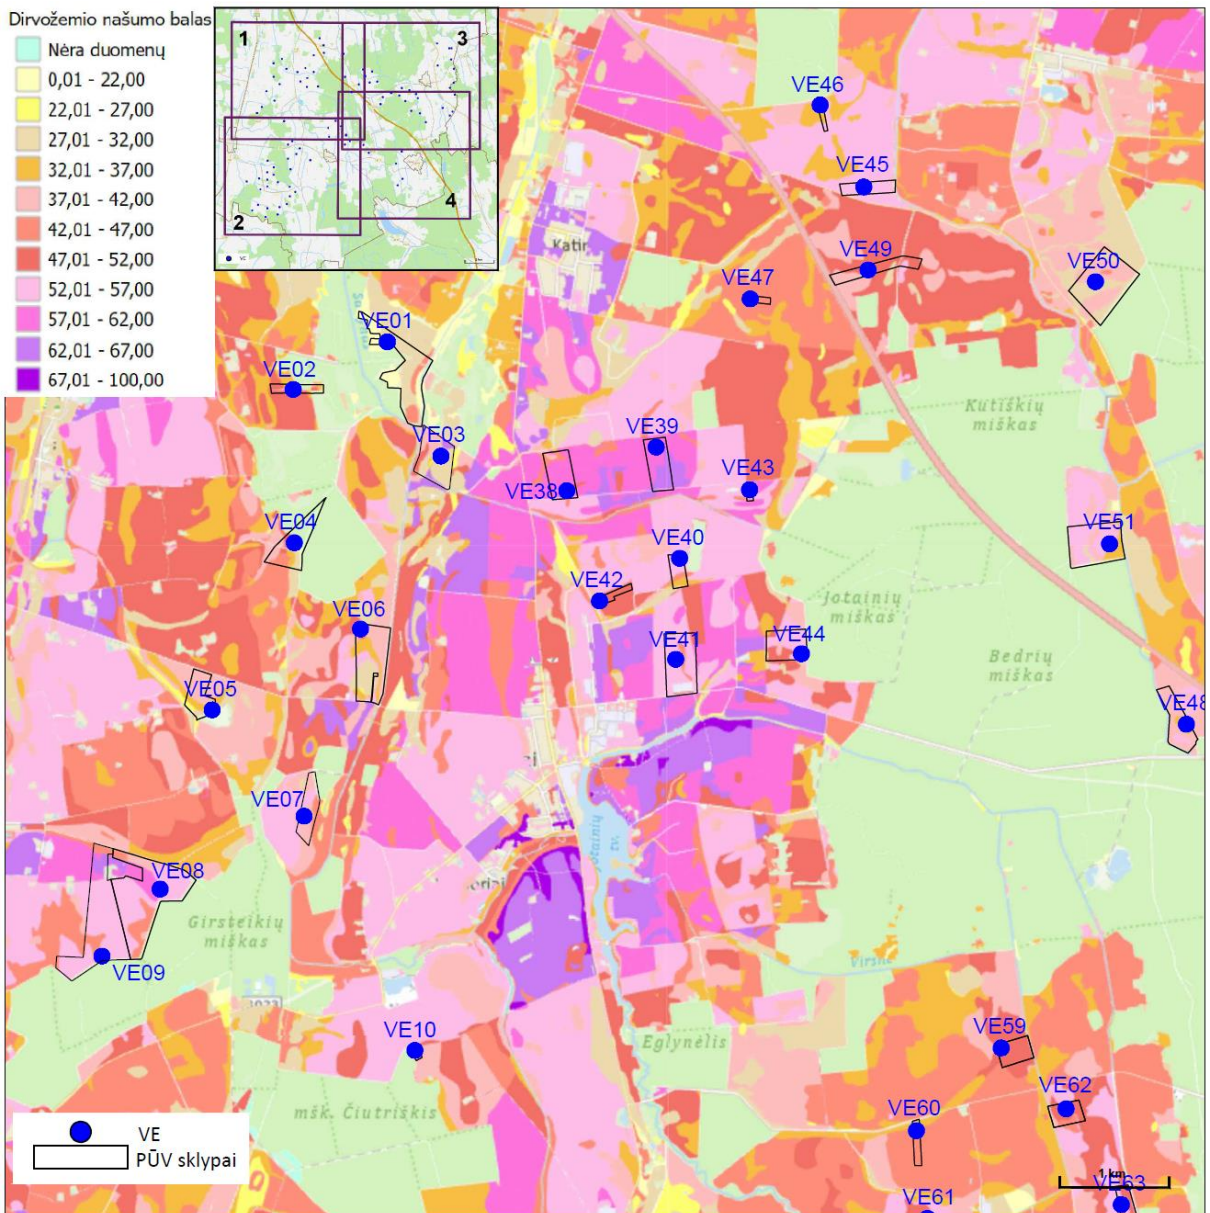 Dirvožemio našumo balas
Nėra duomenų
0,01 - 22,00
22,01 - 27,00
27,01 - 32,00
32,01 - 37,00
37,01 - 42,00
42,01 - 47,00
47,01 - 52,00
52,01 - 57,00
57,01 - 62,00
62,01 - 67,00
67,01 - 100,00
1
3
2
4
VE46
VE45
Katin
VE49
VE50
VE47
VE01
VE02
Kutiškių
miškas
VE39
VE03
VE43
VE38
VE04
VE51
VE40
VE42
Jotainių
miškas
VE06
VE41
VE44
Bedrių
miškas
VE05
VE48
VE07
VE08
Girsteikių
miškas
VE09
VE10
Eglynėlis
VE59
mšk. Čiutriškis
VE62
VE60
VE
PŪV sklypai
1 km
VE61
VE63